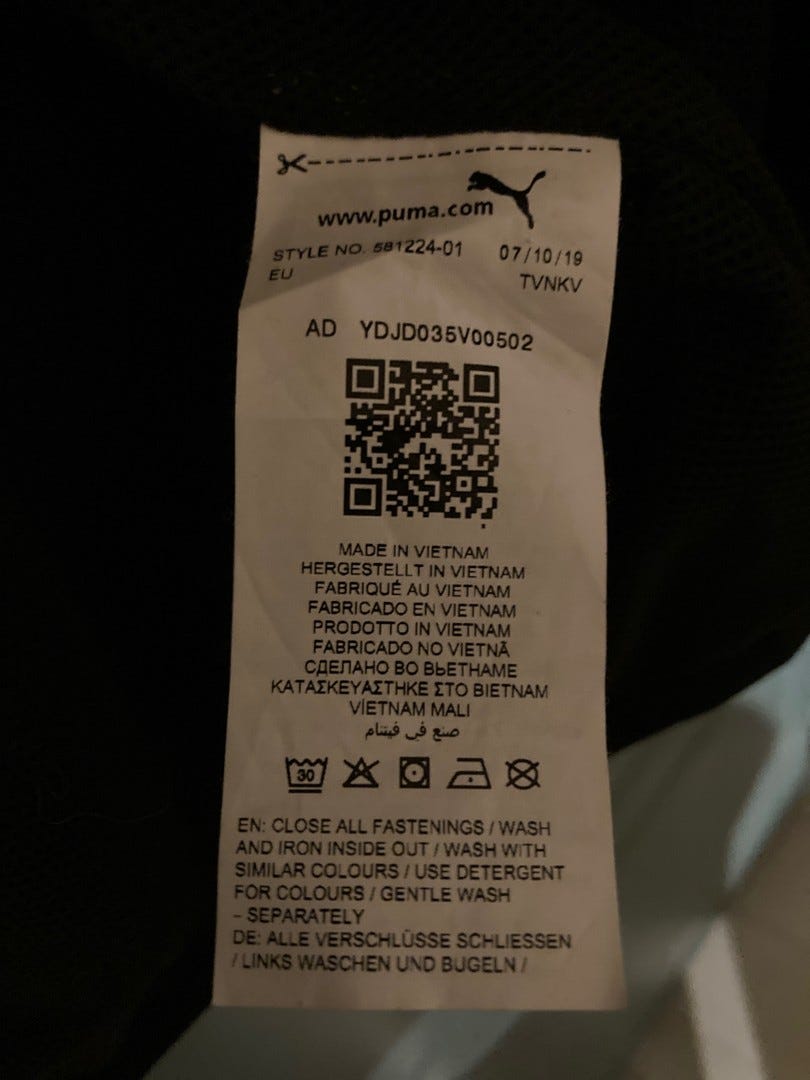 www.puma.com
STYLE NO. 581224-01 07/10/19
EU TVNKV
AD YDJD035V00502
MADE IN VIETNAM
HERGESTELLT IN VIETNAM
FABRIQUÉ AU VIETNAM
FABRICADO EN VIETNAM
PRODOTTO IN VIETNAM
FABRICADO NO VIETNÃ
СДЕЛАНО ВО ВЬЕТНАМЕ
ΚΑΤΑΣΚΕΥΑΣΤΗΚΕ ΣΤΟ ΒΙΕΤΝΑΜ
VİETNAM MALI
صنع في فيتنام
30
EN: CLOSE ALL FASTENINGS / WASH
AND IRON INSIDE OUT / WASH WITH
SIMILAR COLOURS / USE DETERGENT
FOR COLOURS / GENTLE WASH
– SEPARATELY
DE: ALLE VERSCHLÜSSE SCHLIESSEN
/ LINKS WASCHEN UND BÜGELN /